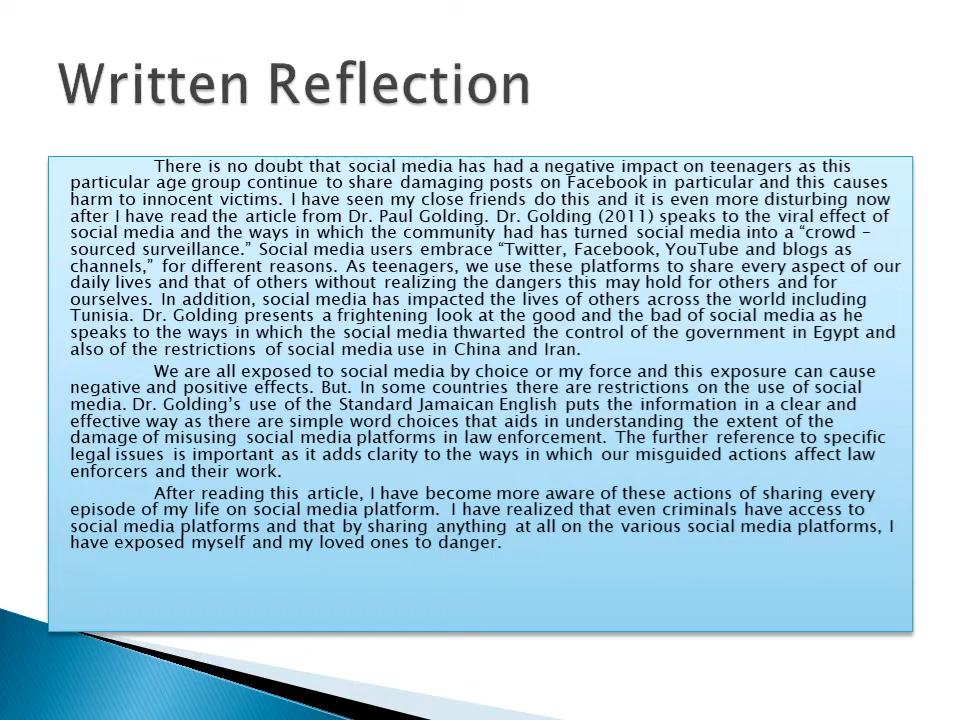 Written Reflection
There is no doubt that social media has had a negative impact on teenagers as this
particular age group continue to share damaging posts on Facebook in particular and this causes
harm to innocent victims. I have seen my close friends do this and it is even more disturbing now
after I have read the article from Dr. Paul Golding. Dr. Golding (2011) speaks to the viral effect of
social media and the ways in which the community had has turned social media into a “crowd –
sourced surveillance.” Social media users embrace “Twitter, Facebook, YouTube and blogs as
channels,” for different reasons. As teenagers, we use these platforms to share every aspect of our
daily lives and that of others without realizing the dangers this may hold for others and for
ourselves. In addition, social media has impacted the lives of others across the world including
Tunisia. Dr. Golding presents a frightening look at the good and the bad of social media as he
speaks to the ways in which the social media thwarted the control of the government in Egypt and
also of the restrictions of social media use in China and Iran.
We are all exposed to social media by choice or my force and this exposure can cause
negative and positive effects. But. In some countries there are restrictions on the use of social
media. Dr. Golding’s use of the Standard Jamaican English puts the information in a clear and
effective way as there are simple word choices that aids in understanding the extent of the
damage of misusing social media platforms in law enforcement. The further reference to specific
legal issues is important as it adds clarity to the ways in which our misguided actions affect law
enforcers and their work.
After reading this article, I have become more aware of these actions of sharing every
episode of my life on social media platform. I have realized that even criminals have access to
social media platforms and that by sharing anything at all on the various social media platforms, I
have exposed myself and my loved ones to danger.